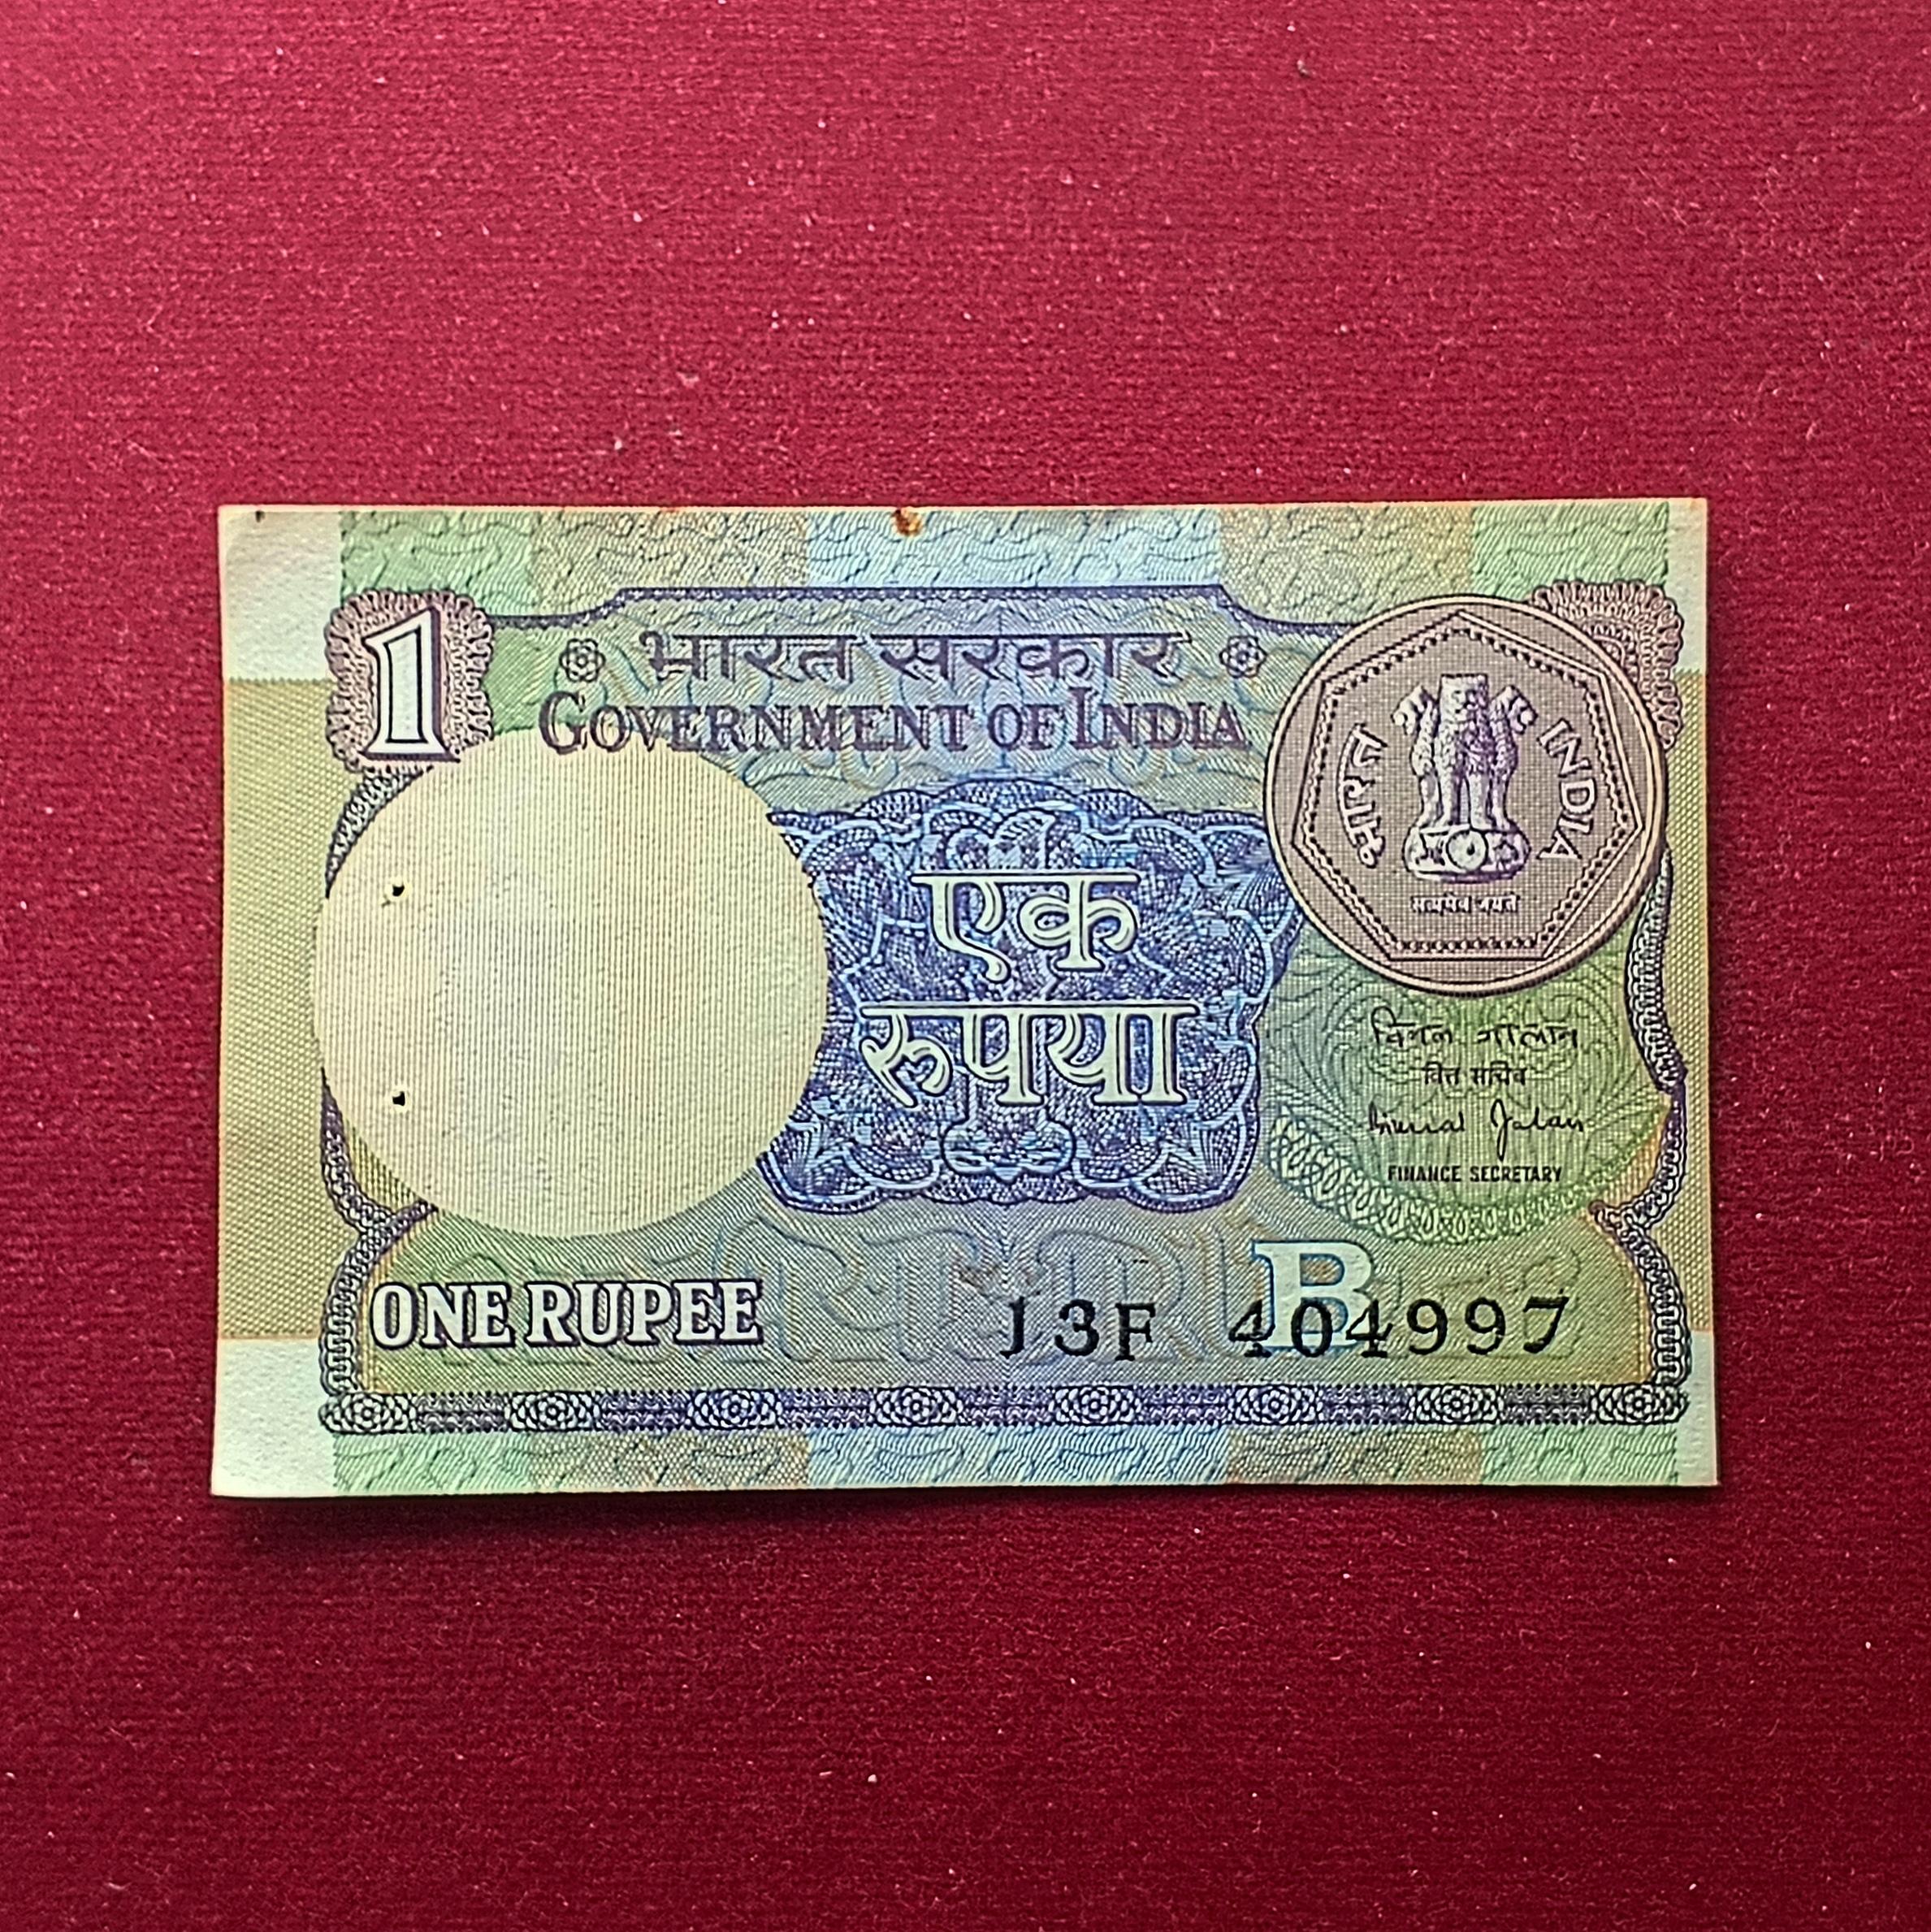 1
भारत सरकार
GOVERNMENT OF INDIA
भारत
INDIA
सत्यमेव जयते
एक
रुपया
बिमल जालान
वित्त सचिव
Bimal Jalan
FINANCE SECRETARY
B
ONE RUPEE
13F 404997